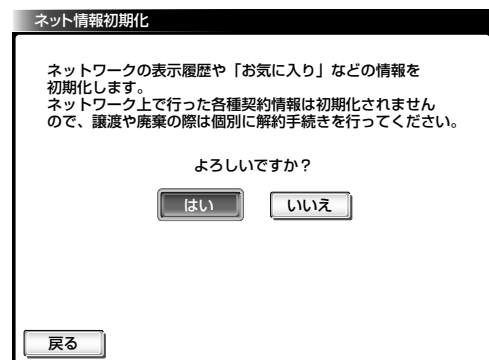 ネット情報初期化
ネットワークの表示履歴や「お気に入り」などの情報を
初期化します。
ネットワーク上で行った各種契約情報は初期化されません
ので、譲渡や廃棄の際は個別に解約手続きを行ってください。
よろしいですか？
はい いいえ
戻る